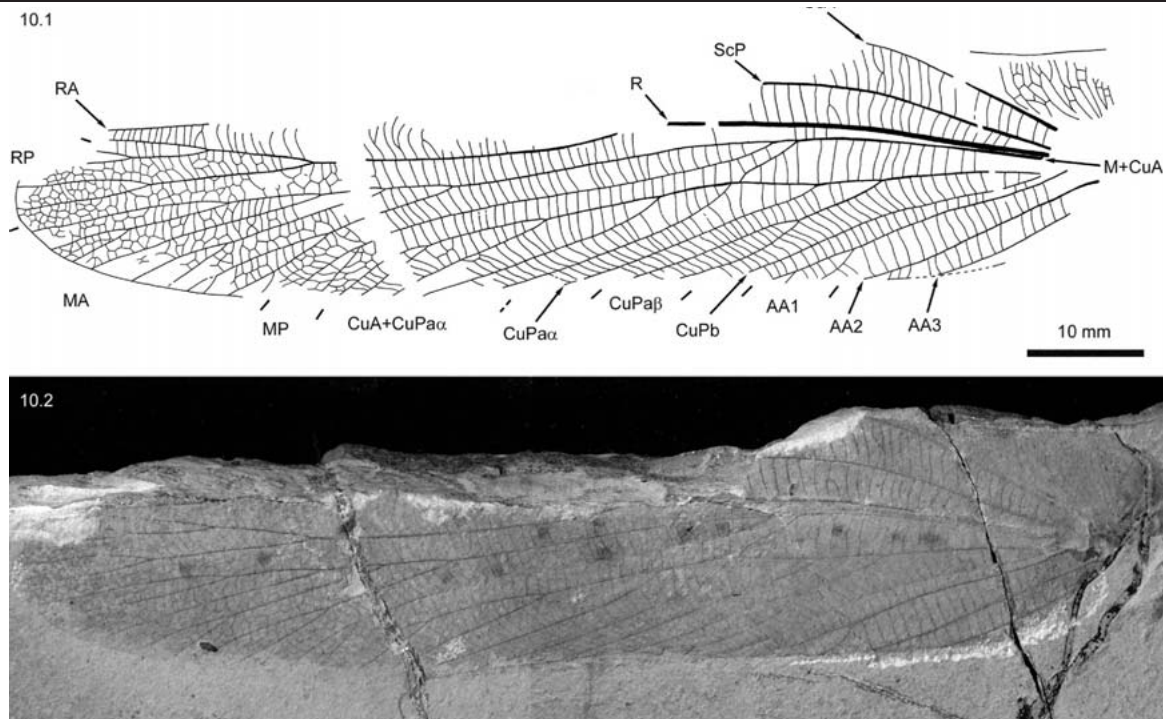 10.1
ScP
RA
R
RP
M+CuA
MA
MP
CuA+CuPaα
CuPaα
CuPaβ
CuPb
AA1
AA2
AA3
10 mm
10.2